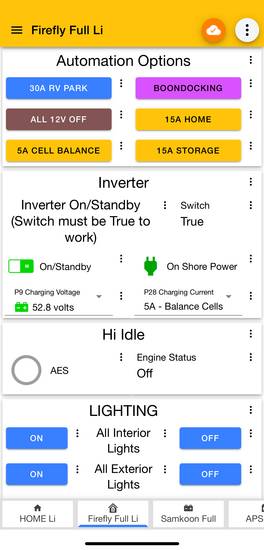 Firefly Full Li
Automation Options
30A RV PARK
BOONDOCKING
ALL 12V OFF
15A HOME
5A CELL BALANCE
15A STORAGE
Inverter
Inverter On/Standby
(Switch must be True to
work)
Switch
True
On/Standby
On Shore Power
P9 Charging Voltage
52.8 volts
P28 Charging Current
5A - Balance Cells
Hi Idle
AES
Engine Status
Off
LIGHTING
ON
All Interior
Lights
OFF
ON
All Exterior
Lights
OFF
HOME Li
Firefly Full Li
Samkoon Full
APS